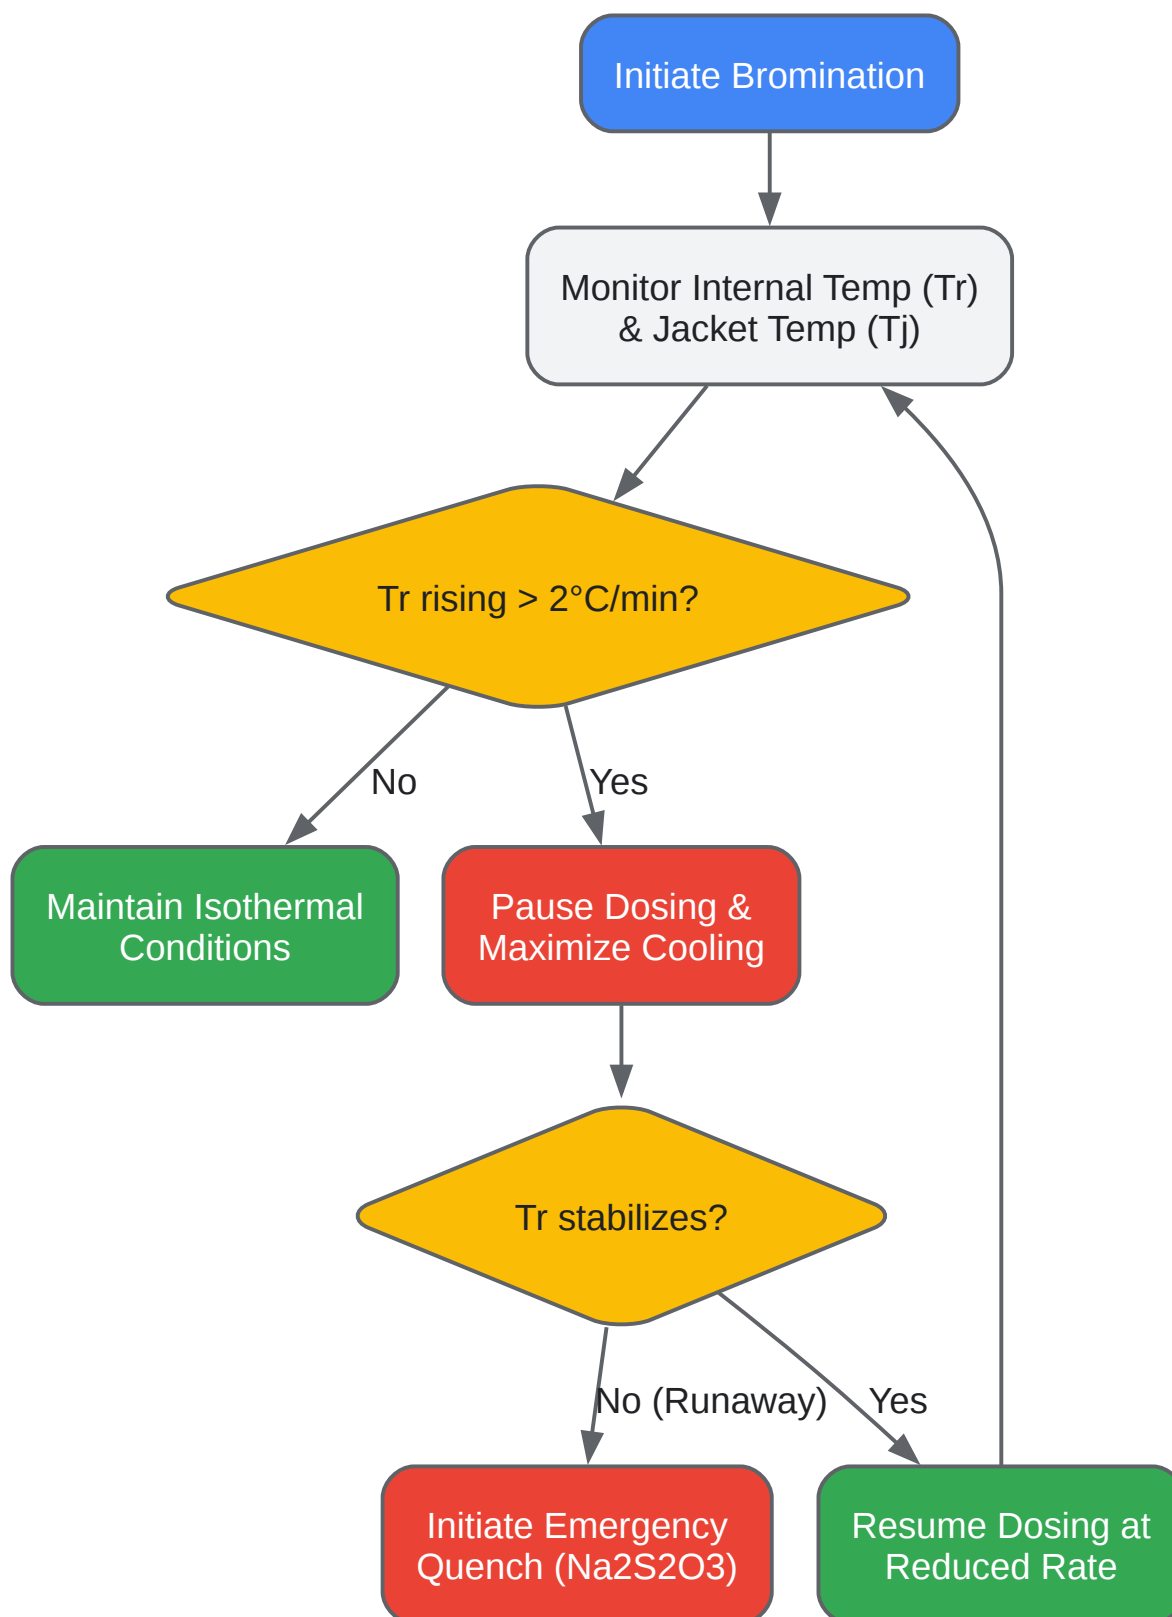 Initiate Bromination
Monitor Internal Temp (Tr)
& Jacket Temp (Tj)
Tr rising > 2°C/min?
No
Yes
Maintain Isothermal
Conditions
Pause Dosing &
Maximize Cooling
Tr stabilizes?
No (Runaway)
Yes
Initiate Emergency
Quench (Na2S2O3)
Resume Dosing at
Reduced Rate